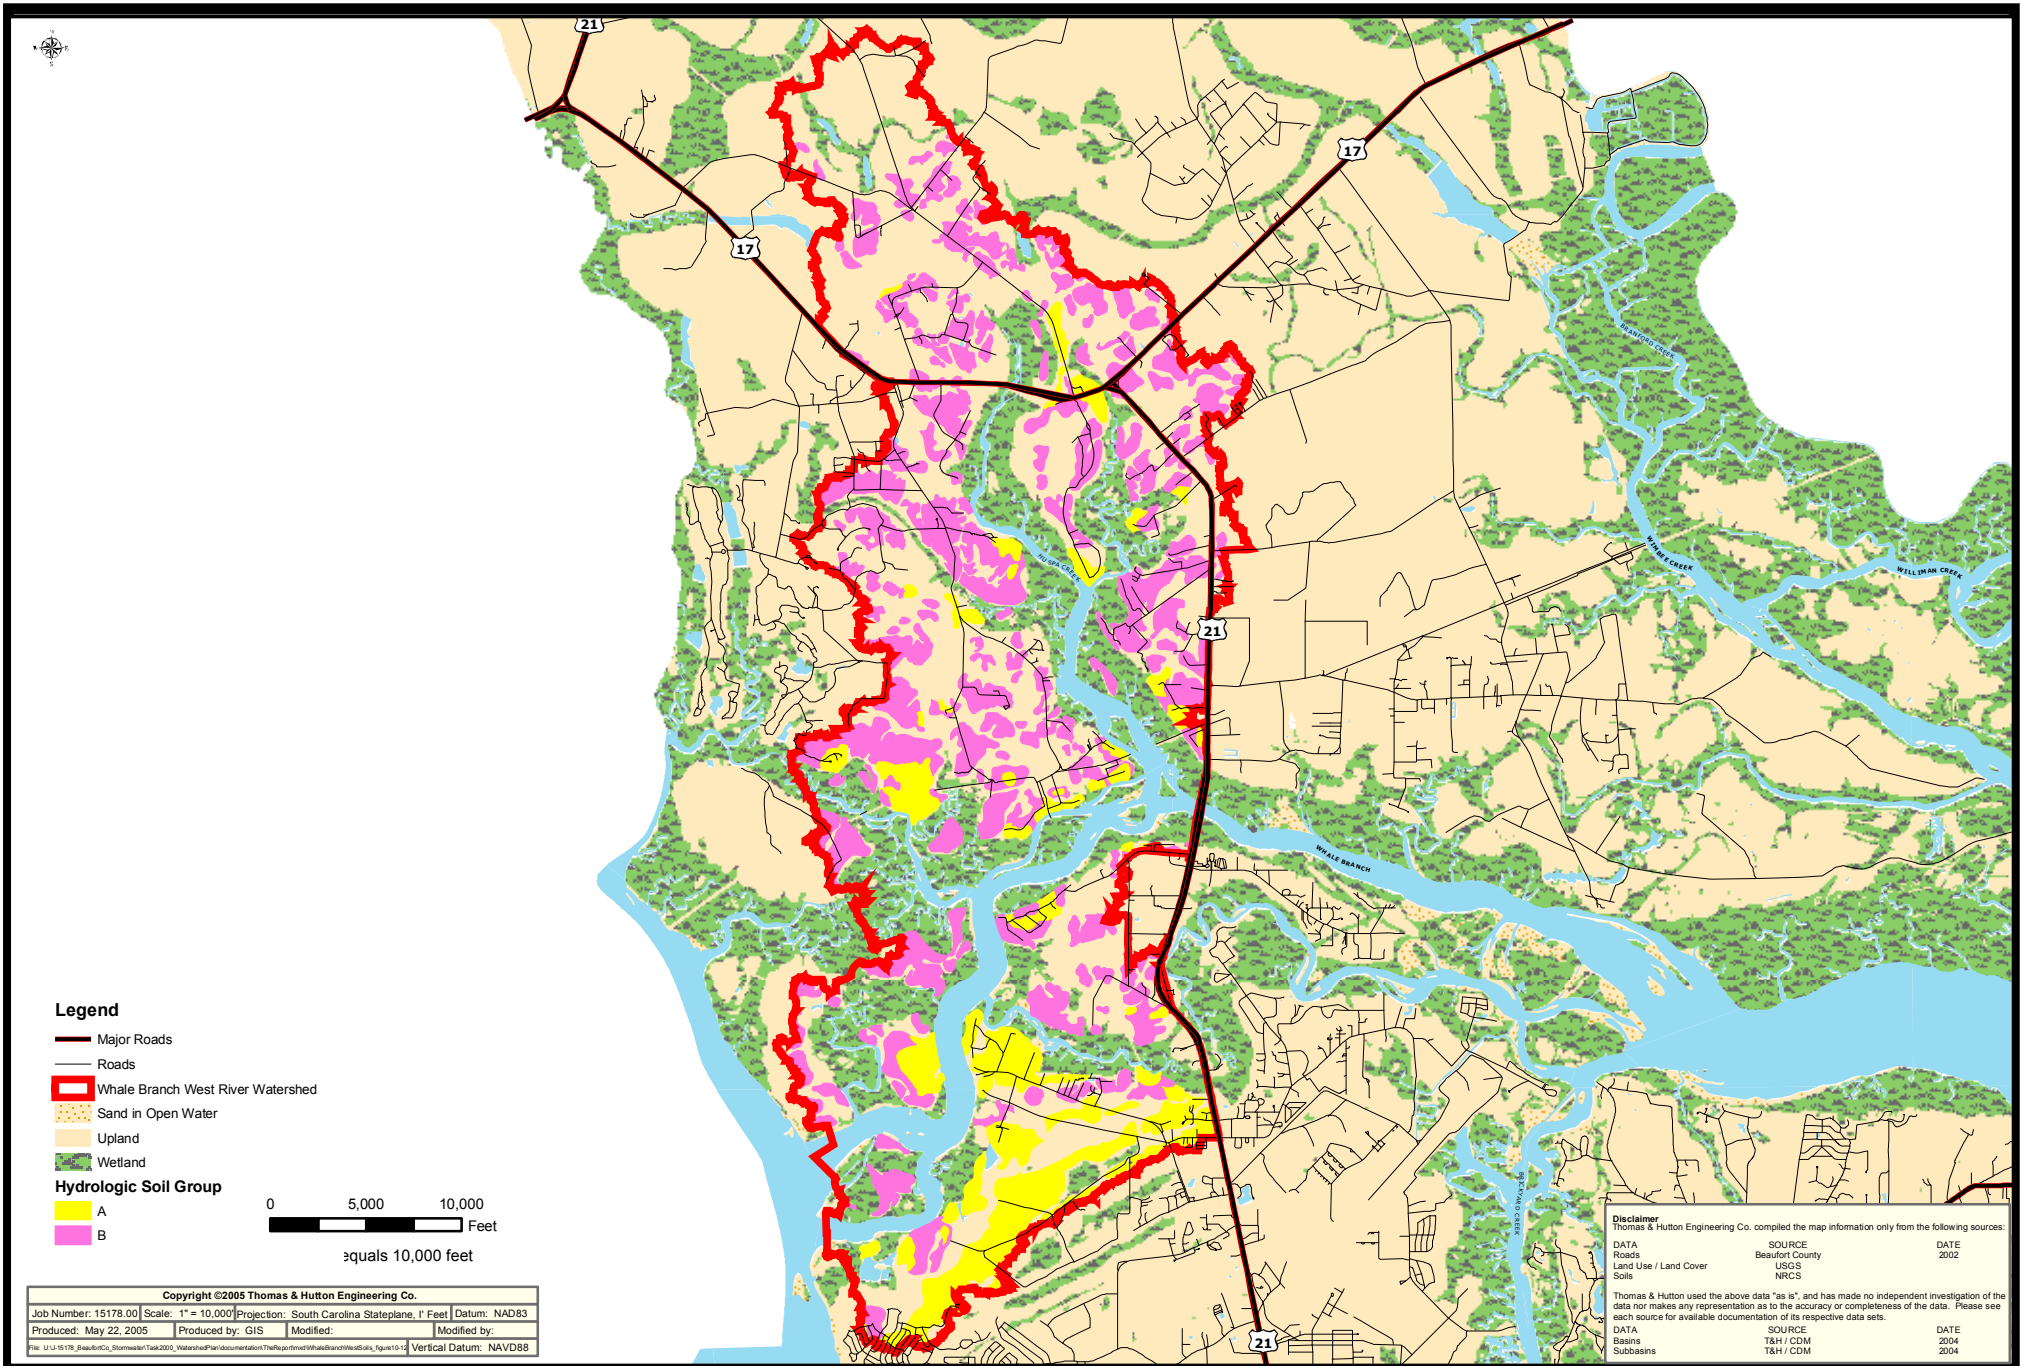 21
17
17
BRANFORD CREEK
HUSPA CREEK
WIMBEE CREEK
WILLIMAN CREEK
21
WHALE BRANCH
BRICKYARD CREEK
21
Legend
Major Roads
Roads
Whale Branch West River Watershed
Sand in Open Water
Upland
Wetland
Hydrologic Soil Group
A
B
0 5,000 10,000
Feet
equals 10,000 feet
Copyright ©2005 Thomas & Hutton Engineering Co.
Job Number: 15178.00 Scale: 1" = 10,000' Projection: South Carolina Stateplane, I' Feet Datum: NAD83
Produced: May 22, 2005 Produced by: GIS Modified: Modified by:
Vertical Datum: NAVD88
Disclaimer
Thomas & Hutton Engineering Co. compiled the map information only from the following sources:
DATA SOURCE DATE
Roads Beaufort County 2002
Land Use / Land Cover USGS
Soils NRCS
Thomas & Hutton used the above data "as is", and has made no independent investigation of the
data nor makes any representation as to the accuracy or completeness of the data. Please see
each source for available documentation of its respective data sets.
DATA SOURCE DATE
Basins T&H / CDM 2004
Subbasins T&H / CDM 2004